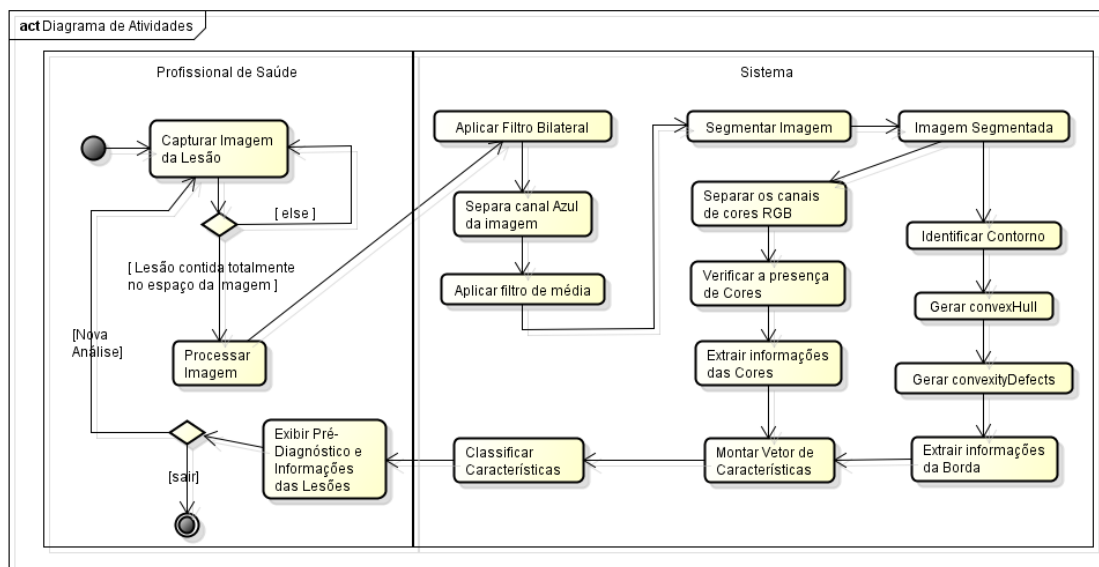 act Diagrama de Atividades
Profissional de Saúde
Capturar Imagem
da Lesão
[ else ]
[ Lesão contida totalmente
no espaço da Imagem ]
[Nova
Análise]
Processar
Imagem
Exibir Pré-
Diagnóstico e
Informações
das Lesões
[sair]
Sistema
Aplicar Filtro Bilateral
Separa canal Azul
da imagem
Aplicar filtro de média
Segmentar Imagem
Imagem Segmentada
Separar os canais
de cores RGB
Verificar a presença
de Cores
Extrair informações
das Cores
Identificar Contorno
Gerar convexHull
Gerar convexityDefects
Extrair informações
da Borda
Montar Vetor de
Características
Classificar
Características